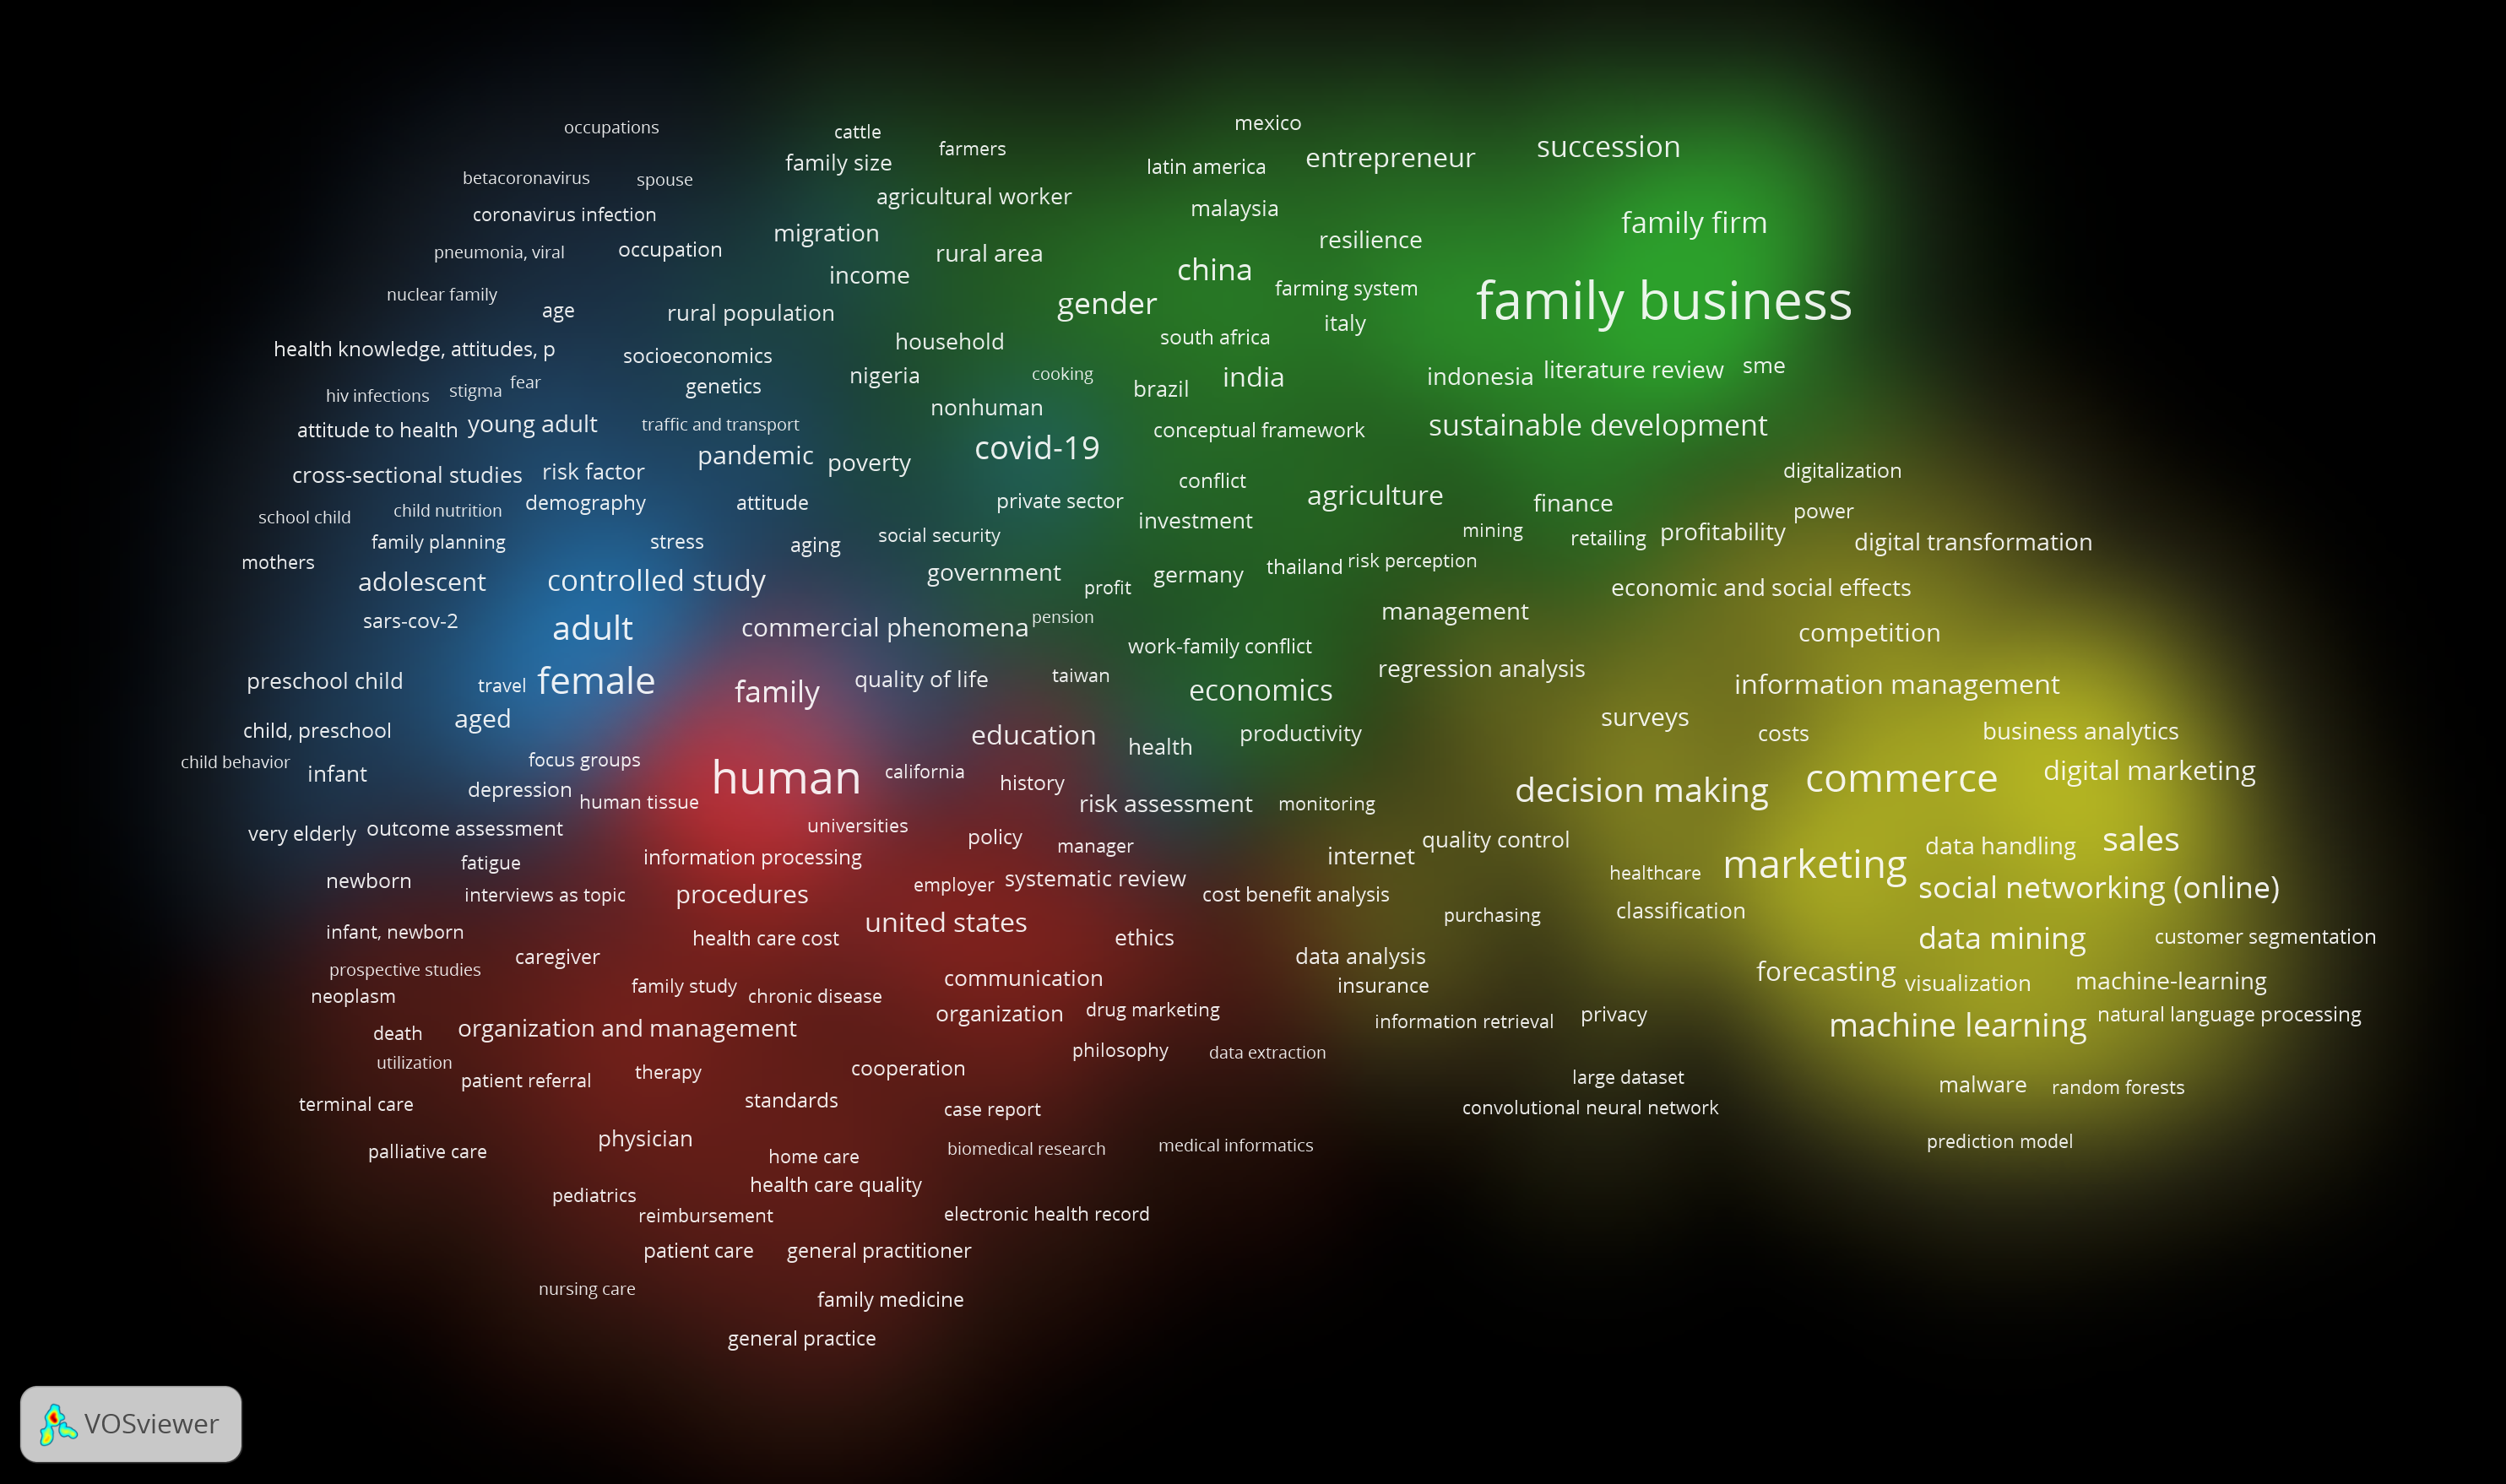 occupations
cattle
mexico
farmers
family size
latin america
entrepreneur
succession
betacoronavirus
spouse
agricultural worker
malaysia
coronavirus infection
migration
family firm
pneumonia, viral
occupation
rural area
resilience
income
china
nuclear family
farming system
family business
age
rural population
gender
italy
health knowledge, attitudes, p
socioeconomics
household
south africa
hiv infections
stigma
fear
genetics
nigeria
cooking
brazil
india
indonesia
literature review
sme
attitude to health
young adult
traffic and transport
nonhuman
conceptual framework
sustainable development
pandemic
poverty
covid-19
cross-sectional studies
risk factor
conflict
digitalization
school child
child nutrition
demography
attitude
private sector
investment
agriculture
finance
power
mothers
family planning
stress
aging
social security
mining
retailing
profitability
digital transformation
adolescent
controlled study
government
profit
germany
thailand
risk perception
economic and social effects
sars-cov-2
adult
commercial phenomena
pension
work-family conflict
management
competition
preschool child
travel
female
family
quality of life
taiwan
economics
regression analysis
information management
child, preschool
aged
education
health
productivity
surveys
costs
business analytics
child behavior
infant
focus groups
human
california
history
decision making
commerce
digital marketing
depression
human tissue
risk assessment
monitoring
very elderly
outcome assessment
universities
policy
manager
internet
quality control
data handling
sales
fatigue
information processing
healthcare
marketing
newborn
interviews as topic
procedures
employer
systematic review
cost benefit analysis
social networking (online)
infant, newborn
health care cost
united states
ethics
purchasing
classification
data mining
customer segmentation
prospective studies
caregiver
data analysis
neoplasm
family study
chronic disease
communication
insurance
forecasting
visualization
machine-learning
death
organization and management
organization
drug marketing
information retrieval
privacy
machine learning
natural language processing
utilization
patient referral
therapy
cooperation
philosophy
data extraction
large dataset
malware
random forests
terminal care
standards
case report
convolutional neural network
palliative care
physician
home care
biomedical research
medical informatics
prediction model
pediatrics
health care quality
reimbursement
electronic health record
patient care
general practitioner
nursing care
family medicine
general practice
VOSviewer